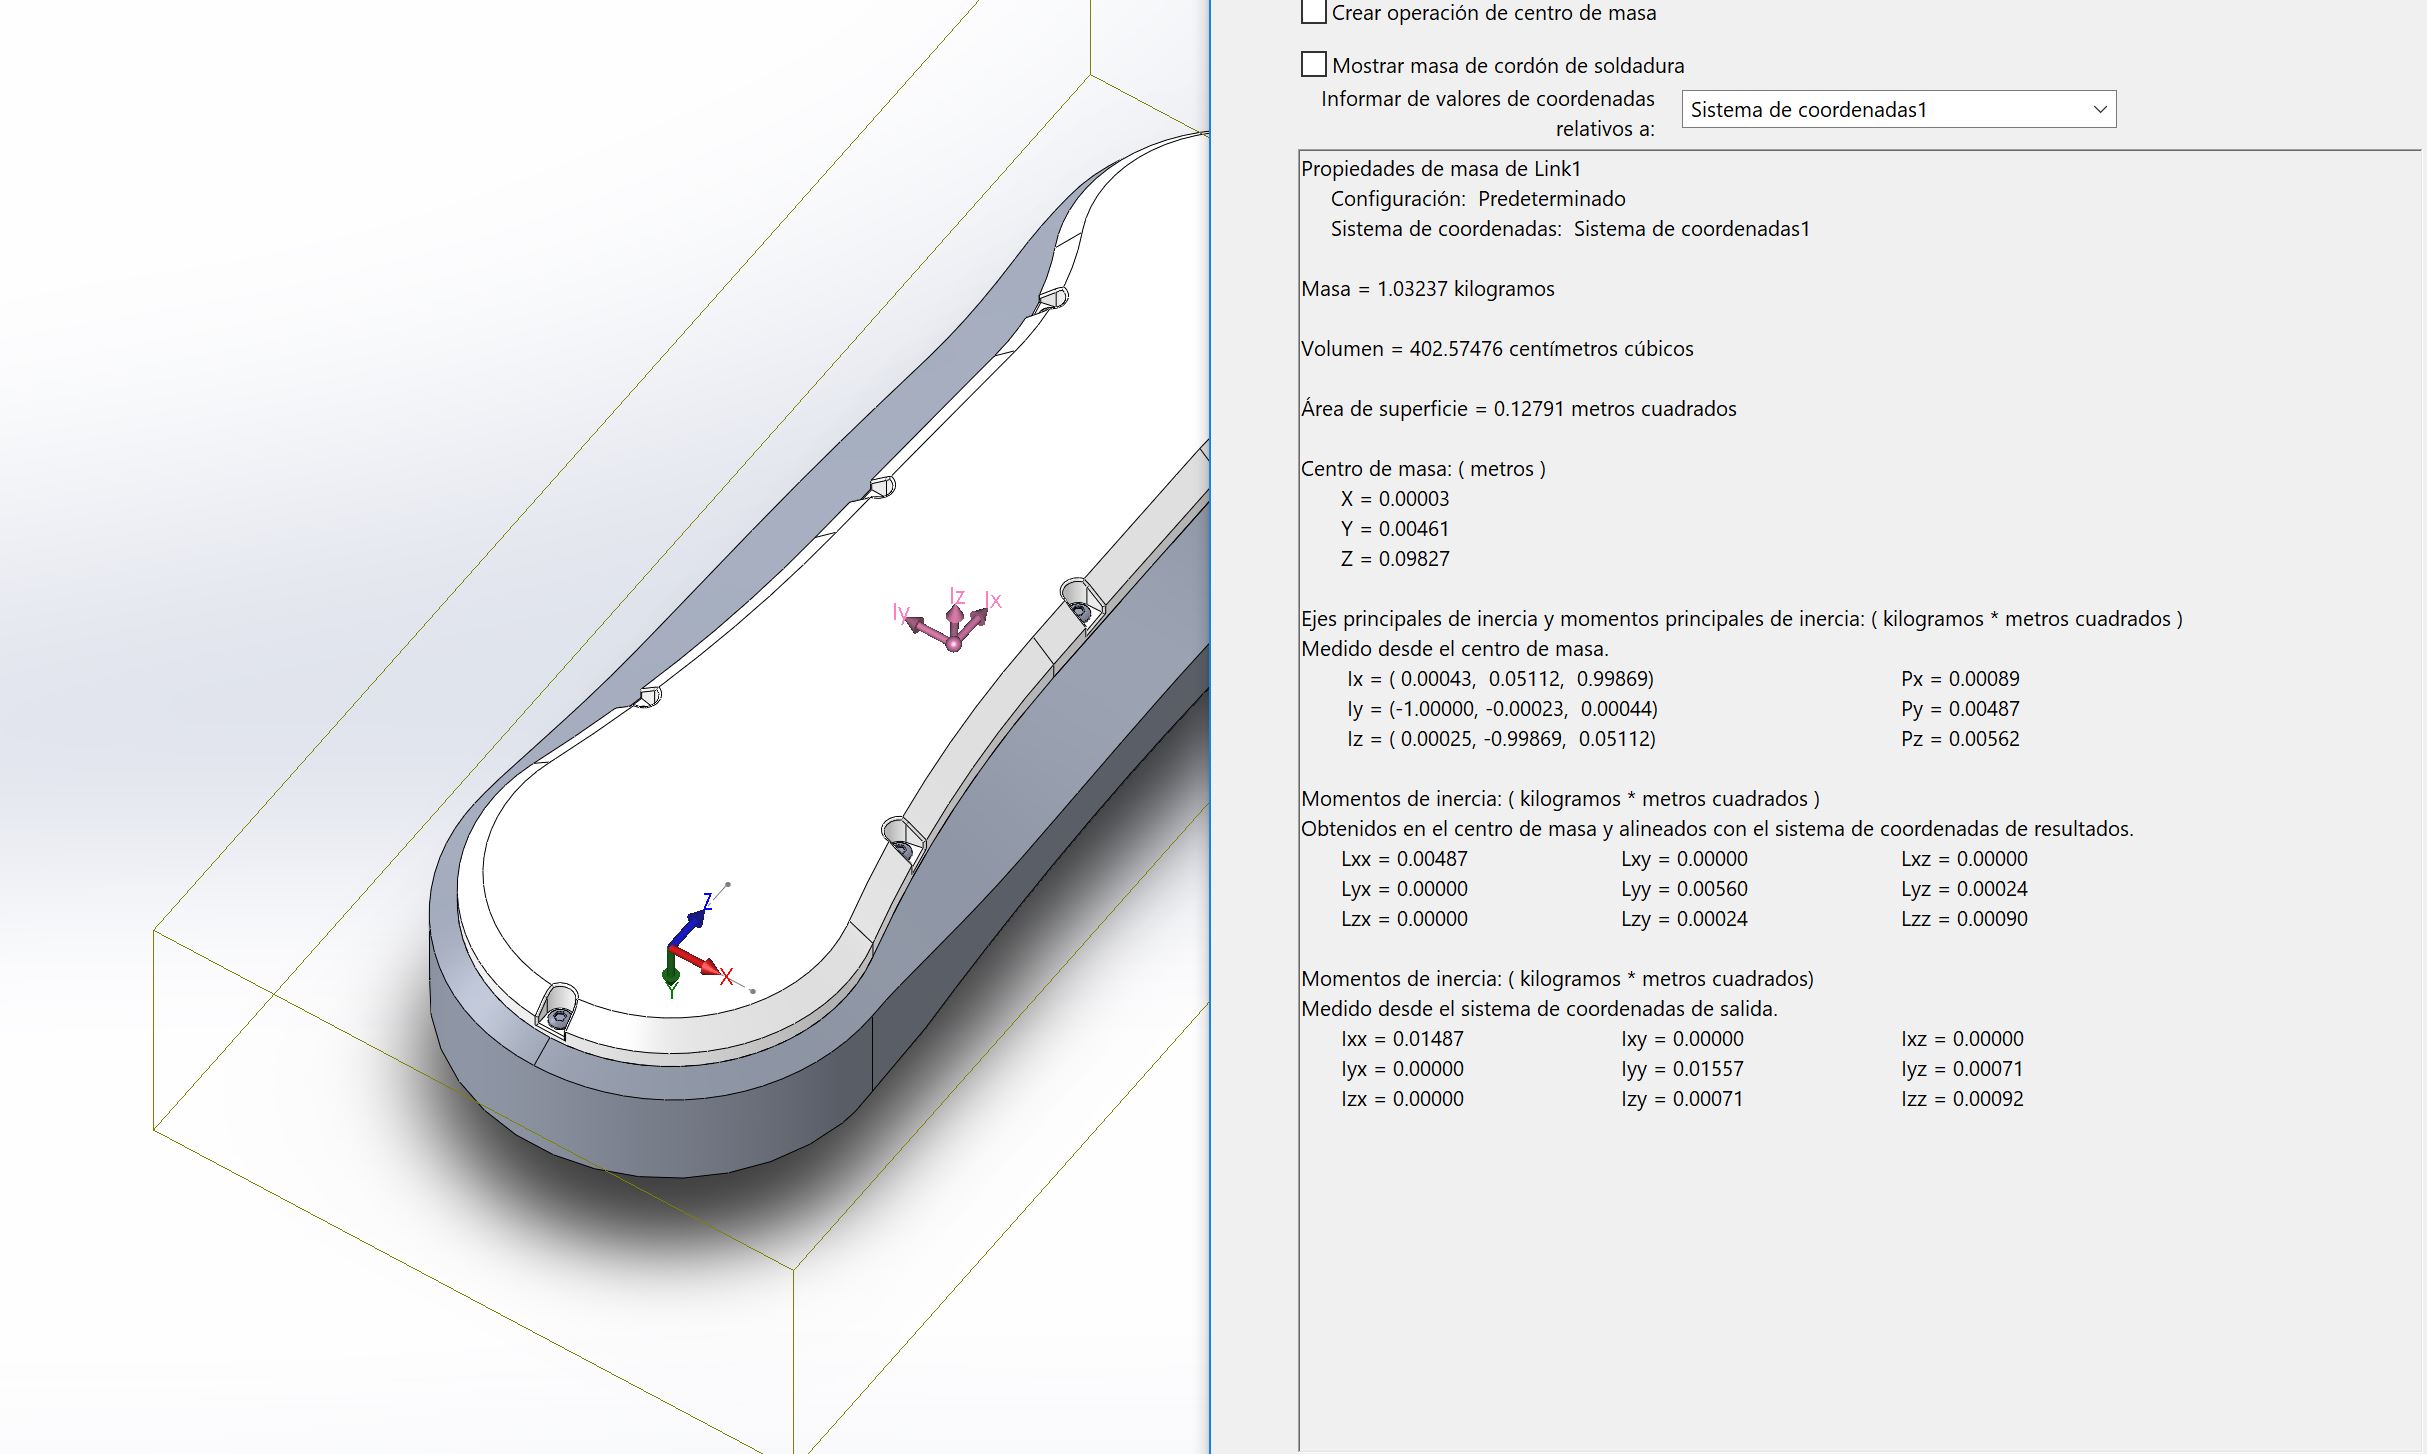 Crear operación de centro de masa
Mostrar masa de cordón de soldadura
Informar de valores de coordenadas
relativos a:
Sistema de coordenadas1
Propiedades de masa de Link1
Configuración: Predeterminado
Sistema de coordenadas: Sistema de coordenadas1
Masa = 1.03237 kilogramos
Volumen = 402.57476 centímetros cúbicos
Área de superficie = 0.12791 metros cuadrados
Centro de masa: ( metros )
X = 0.00003
Y = 0.00461
Z = 0.09827
Ejes principales de inercia y momentos principales de inercia: ( kilogramos * metros cuadrados )
Medido desde el centro de masa.
Ix = ( 0.00043, 0.05112, 0.99869) Px = 0.00089
Iy = (-1.00000, -0.00023, 0.00044) Py = 0.00487
Iz = ( 0.00025, -0.99869, 0.05112) Pz = 0.00562
Momentos de inercia: ( kilogramos * metros cuadrados )
Obtenidos en el centro de masa y alineados con el sistema de coordenadas de resultados.
Lxx = 0.00487 Lxy = 0.00000 Lxz = 0.00000
Lyx = 0.00000 Lyy = 0.00560 Lyz = 0.00024
Lzx = 0.00000 Lzy = 0.00024 Lzz = 0.00090
Momentos de inercia: ( kilogramos * metros cuadrados)
Medido desde el sistema de coordenadas de salida.
Ixx = 0.01487 Ixy = 0.00000 Ixz = 0.00000
Iyx = 0.00000 Iyy = 0.01557 Iyz = 0.00071
Izx = 0.00000 Izy = 0.00071 Izz = 0.00092
Iy Iz Ix
Z
X
Y